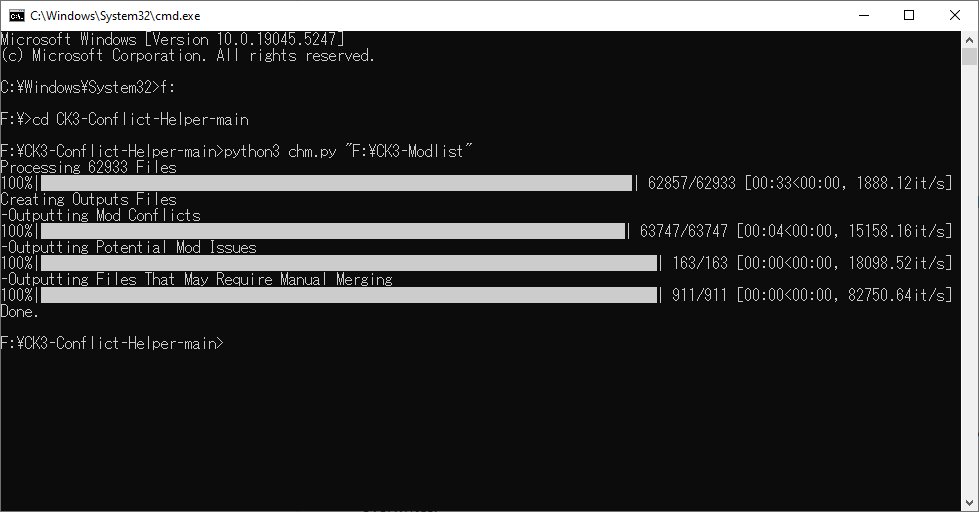 C:\Windows\System32\cmd.exe
Microsoft Windows [Version 10.0.19045.5247]
(c) Microsoft Corporation. All rights reserved.
C:¥Windows¥System32>f:
F:¥>cd CK3-Conflict-Helper-main
F:¥CK3-Conflict-Helper-main>python3 chm.py "F:¥CK3-Modlist"
Processing 62933 Files
100%| | 62857/62933 [00:33<00:00, 1888.12it/s]
Creating Outputs Files
-Outputting Mod Conflicts
100%| | 63747/63747 [00:04<00:00, 15158.16it/s]
-Outputting Potential Mod Issues
100%| | 163/163 [00:00<00:00, 18098.52it/s]
-Outputting Files That May Require Manual Merging
100%| | 911/911 [00:00<00:00, 82750.64it/s]
Done.
F:¥CK3-Conflict-Helper-main>